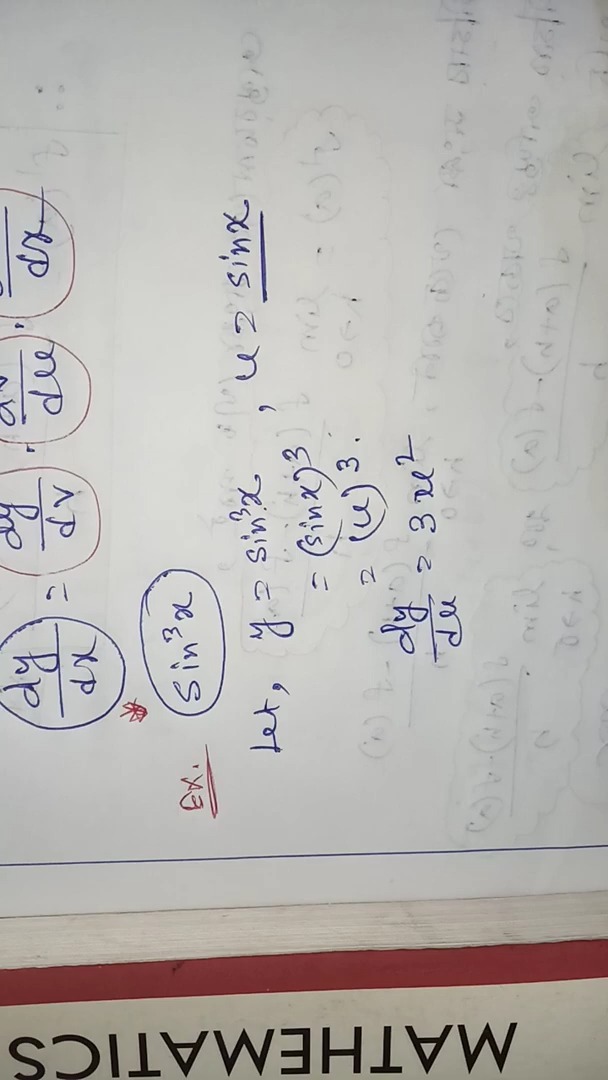 dy/dx = dy/dv . dv/du . /dx
Ex. sin³x
Let, y = sin³x , u = sinx
= (sinx)³
= (u)³.
dy/du = 3u²
MATHEMATICS